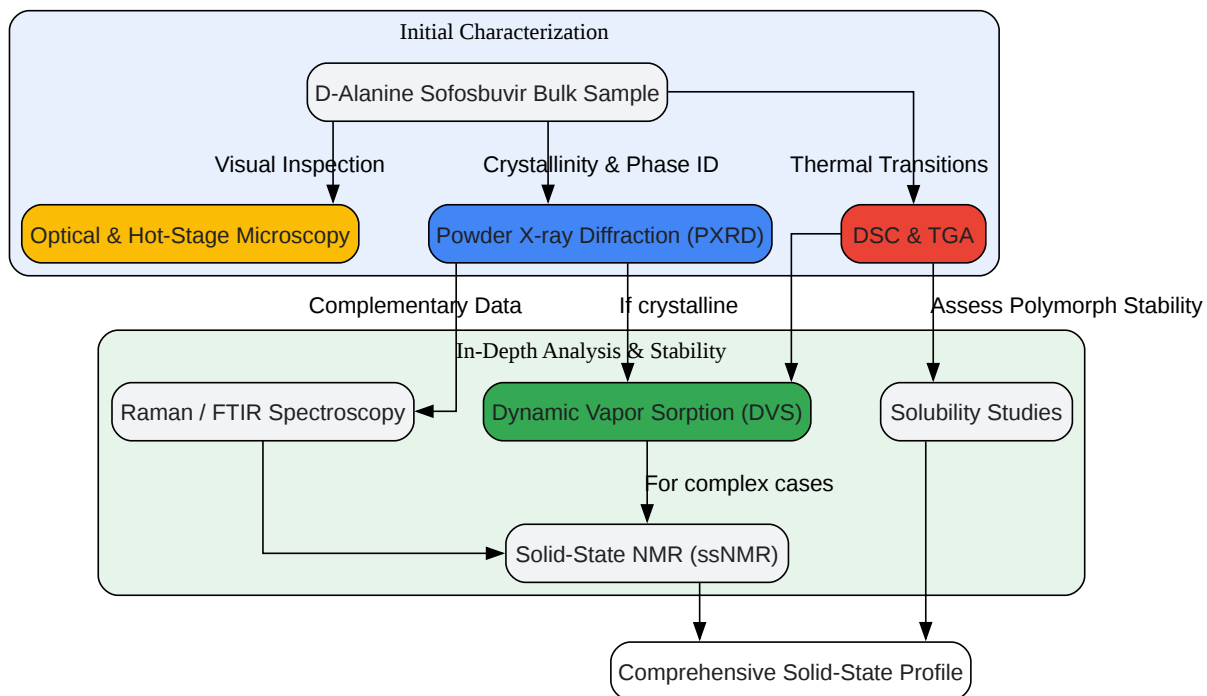 Initial Characterization
D-Alanine Sofosbuvir Bulk Sample
Visual Inspection
Crystallinity & Phase ID
Thermal Transitions
Optical & Hot-Stage Microscopy
Powder X-ray Diffraction (PXRD)
DSC & TGA
Complementary Data
If crystalline
Assess Polymorph Stability
In-Depth Analysis & Stability
Raman / FTIR Spectroscopy
Dynamic Vapor Sorption (DVS)
Solubility Studies
For complex cases
Solid-State NMR (ssNMR)
Comprehensive Solid-State Profile